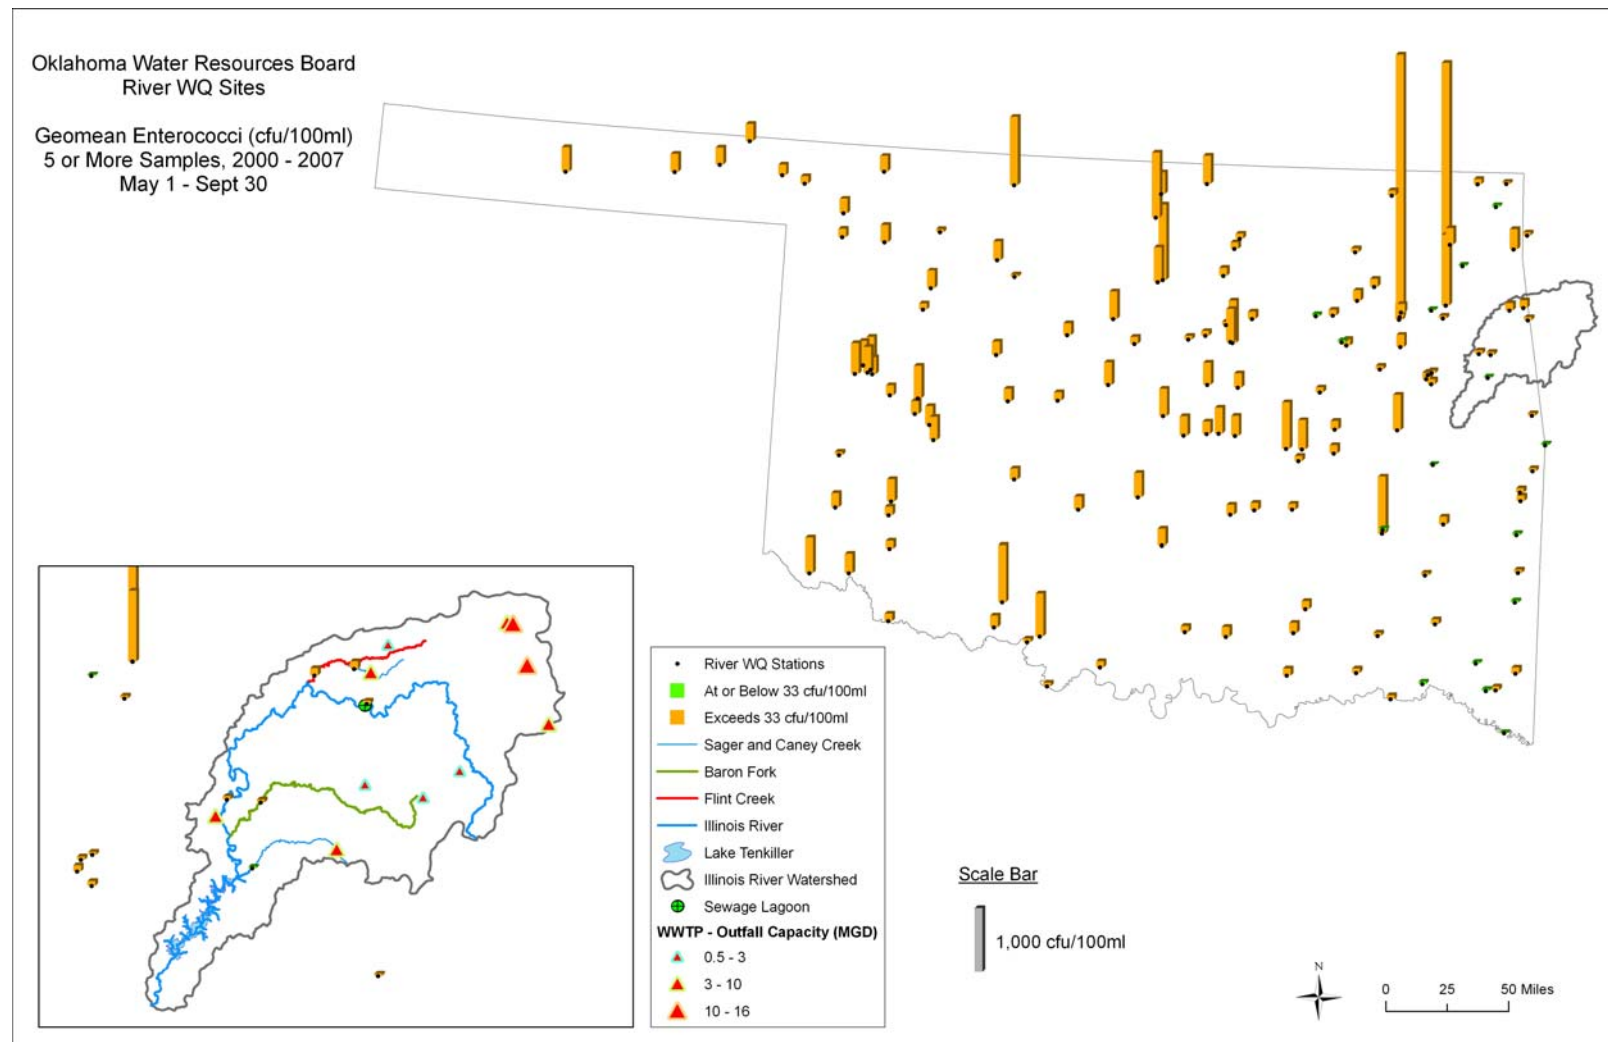 Oklahoma Water Resources Board
River WQ Sites
Geomean Enterococci (cfu/100ml)
5 or More Samples, 2000 - 2007
May 1 - Sept 30
River WQ Stations
At or Below 33 cfu/100ml
Exceeds 33 cfu/100ml
Sager and Caney Creek
Baron Fork
Flint Creek
Illinois River
Lake Tenkiller
Illinois River Watershed
Sewage Lagoon
WWTP - Outfall Capacity (MGD)
0.5 - 3
3 - 10
10 - 16
Scale Bar
1,000 cfu/100ml
N
0 25 50 Miles